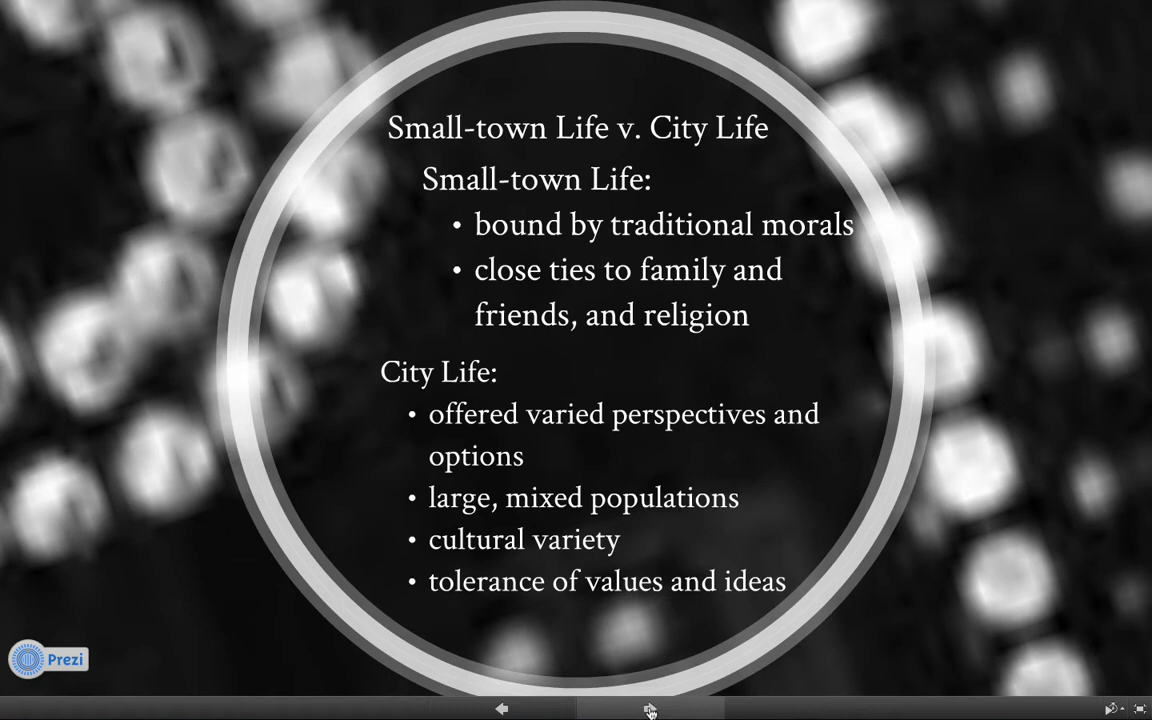 Small-town Life v. City Life
Small-town Life:
• bound by traditional morals
• close ties to family and
friends, and religion
City Life:
• offered varied perspectives and
options
• large, mixed populations
• cultural variety
• tolerance of values and ideas
Prezi